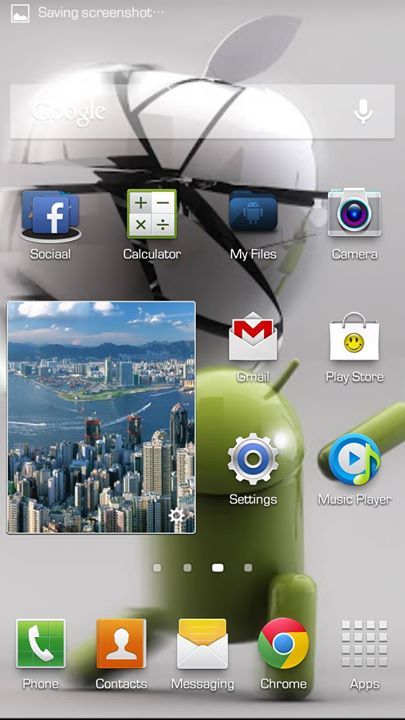 Saving screenshot...
Google
Sociaal
Calculator
My Files
Camera
Gmail
Play Store
Settings
Music Player
Phone
Contacts
Messaging
Chrome
Apps